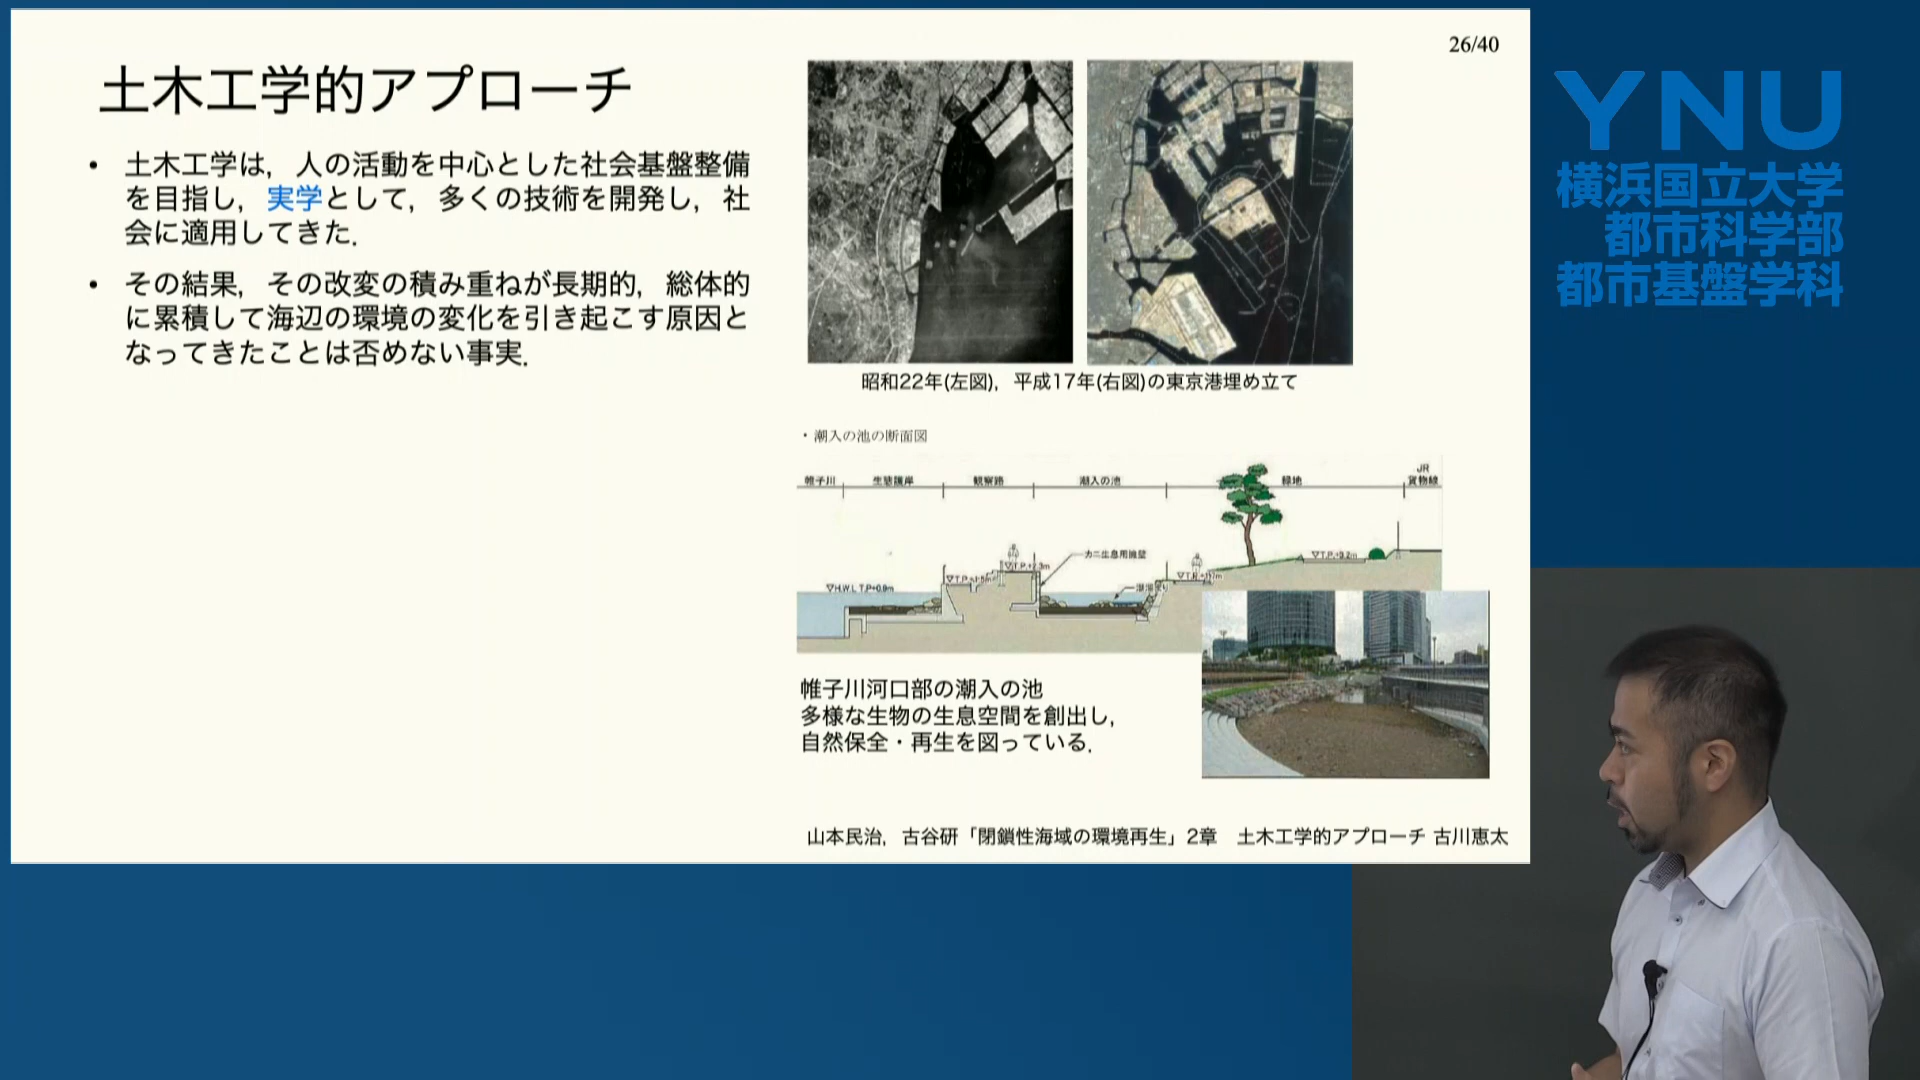 26/40
土木工学的アプローチ
• 土木工学は，人の活動を中心とした社会基盤整備
を目指し，実学として，多くの技術を開発し，社
会に適用してきた．
• その結果，その改変の積み重ねが長期的，総体的
に累積して海辺の環境の変化を引き起こす原因と
なってきたことは否めない事実．
昭和22年(左図)，平成17年(右図)の東京港埋め立て
・潮入の池の断面図
帷子川
生態護岸
観察路
潮入の池
緑地
JR
貨物線
カニ生息用擁壁
▽H.W.L T.P+0.9m
▽T.P.+2.3m
▽T.P.+3.2m
帷子川河口部の潮入の池
多様な生物の生息空間を創出し，
自然保全・再生を図っている．
山本民治，古谷研「閉鎖性海域の環境再生」2章　土木工学的アプローチ 古川恵太
YNU
横浜国立大学
都市科学部
都市基盤学科